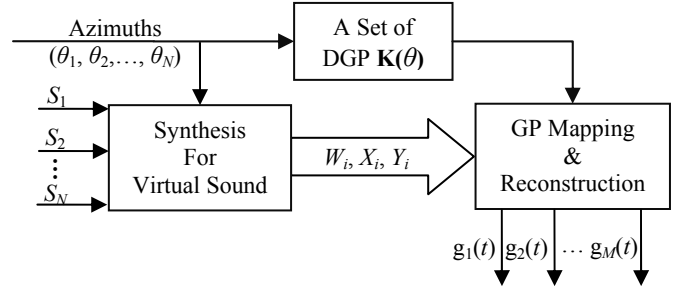 Azimuths
(θ1, θ2,…, θN)
A Set of
DGP K(θ)
S1
S2
⋮
SN
Synthesis
For
Virtual Sound
Wi, Xi, Yi
GP Mapping
&
Reconstruction
g1(t) g2(t) … gM(t)